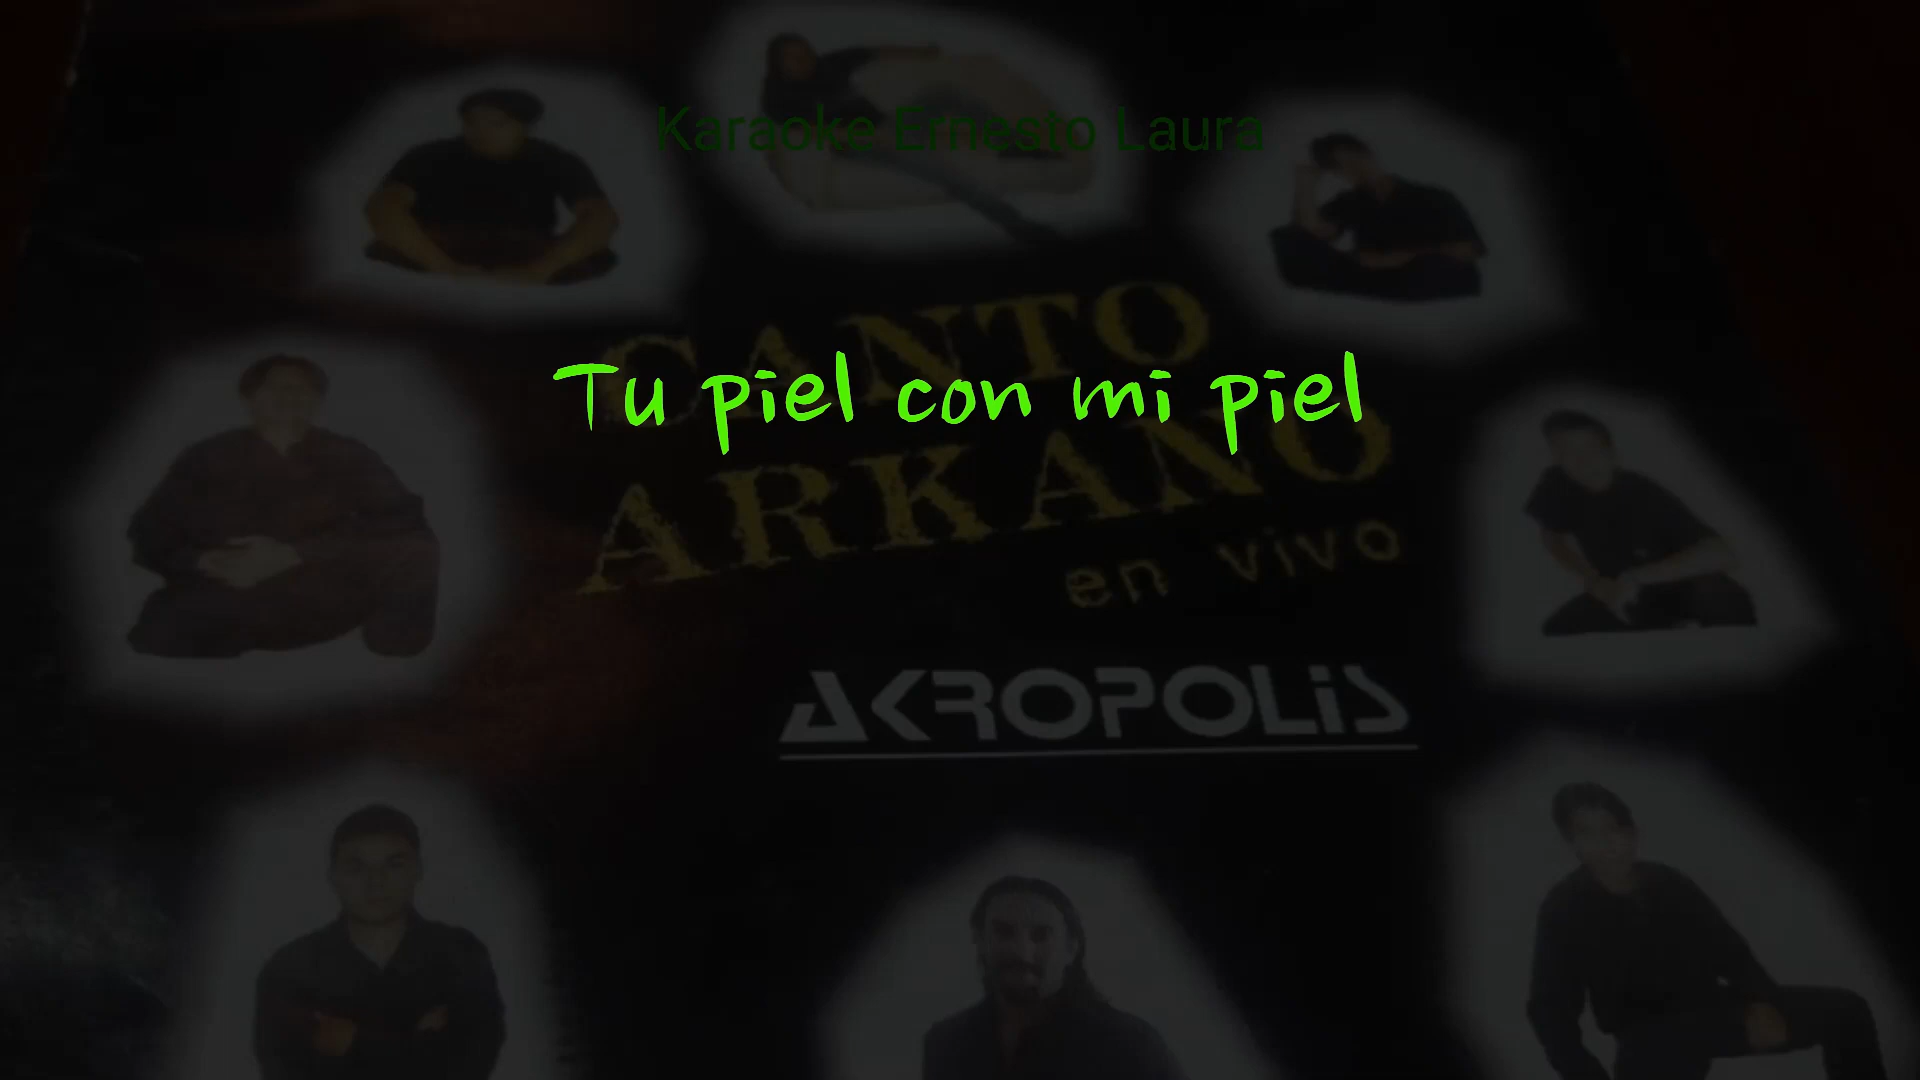 Karaoke Ernesto Laura
Tu piel con mi piel
CANTO
ARKANO
en vivo
AKROPOLiS